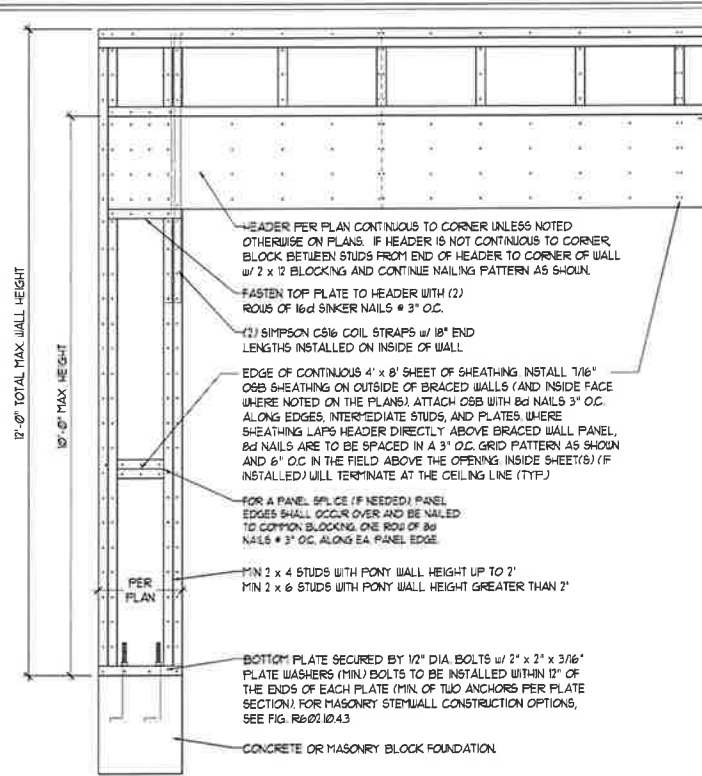 HEADER PER PLAN CONTINUOUS TO CORNER UNLESS NOTED
OTHERWISE ON PLANS. IF HEADER IS NOT CONTINUOUS TO CORNER,
BLOCK BETWEEN STUDS FROM END OF HEADER TO CORNER OF WALL
w/ 2 x 12 BLOCKING AND CONTINUE NAILING PATTERN AS SHOWN.
FASTEN TOP PLATE TO HEADER WITH (2)
ROWS OF 16d SINKER NAILS @ 3" O.C.
(2) SIMPSON CS16 COIL STRAPS w/ 18" END
LENGTHS INSTALLED ON INSIDE OF WALL
EDGE OF CONTINUOUS 4' x 8' SHEET OF SHEATHING. INSTALL 7/16"
OSB SHEATHING ON OUTSIDE OF BRACED WALLS (AND INSIDE FACE
WHERE NOTED ON THE PLANS). ATTACH OSB WITH 8d NAILS 3" O.C.
ALONG EDGES, INTERMEDIATE STUDS, AND PLATES. WHERE
SHEATHING LAPS HEADER DIRECTLY ABOVE BRACED WALL PANEL,
8d NAILS ARE TO BE SPACED IN A 3" O.C. GRID PATTERN AS SHOWN
AND 6" O.C IN THE FIELD ABOVE THE OPENING. INSIDE SHEET(S) (IF
INSTALLED) WILL TERMINATE AT THE CEILING LINE (TYP.)
FOR A PANEL SPLICE (IF NEEDED) PANEL
EDGES SHALL OCCUR OVER AND BE NAILED
TO COMMON BLOCKING. ONE ROW OF 8d
NAILS @ 3" O.C. ALONG EA. PANEL EDGE.
MIN 2 x 4 STUDS WITH PONY WALL HEIGHT UP TO 2'
MIN 2 x 6 STUDS WITH PONY WALL HEIGHT GREATER THAN 2'
BOTTOM PLATE SECURED BY 1/2" DIA. BOLTS w/ 2" x 2" x 3/16"
PLATE WASHERS (MIN.) BOLTS TO BE INSTALLED WITHIN 12" OF
THE ENDS OF EACH PLATE (MIN. OF TWO ANCHORS PER PLATE
SECTION). FOR MASONRY STEMWALL CONSTRUCTION OPTIONS,
SEE FIG. R602.10.4.3
CONCRETE OR MASONRY BLOCK FOUNDATION.
12'-0" TOTAL MAX. WALL HEIGHT
10'-0" MAX HEIGHT
PER
PLAN